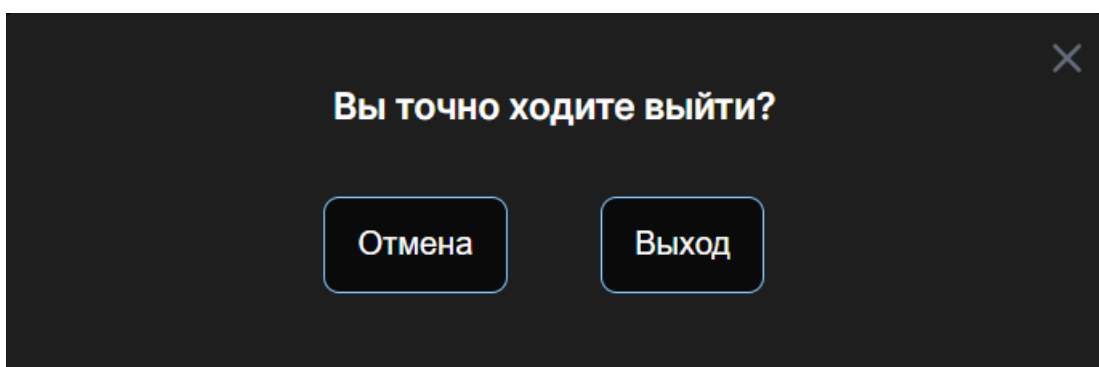 Вы точно ходите выйти?
Отмена
Выход